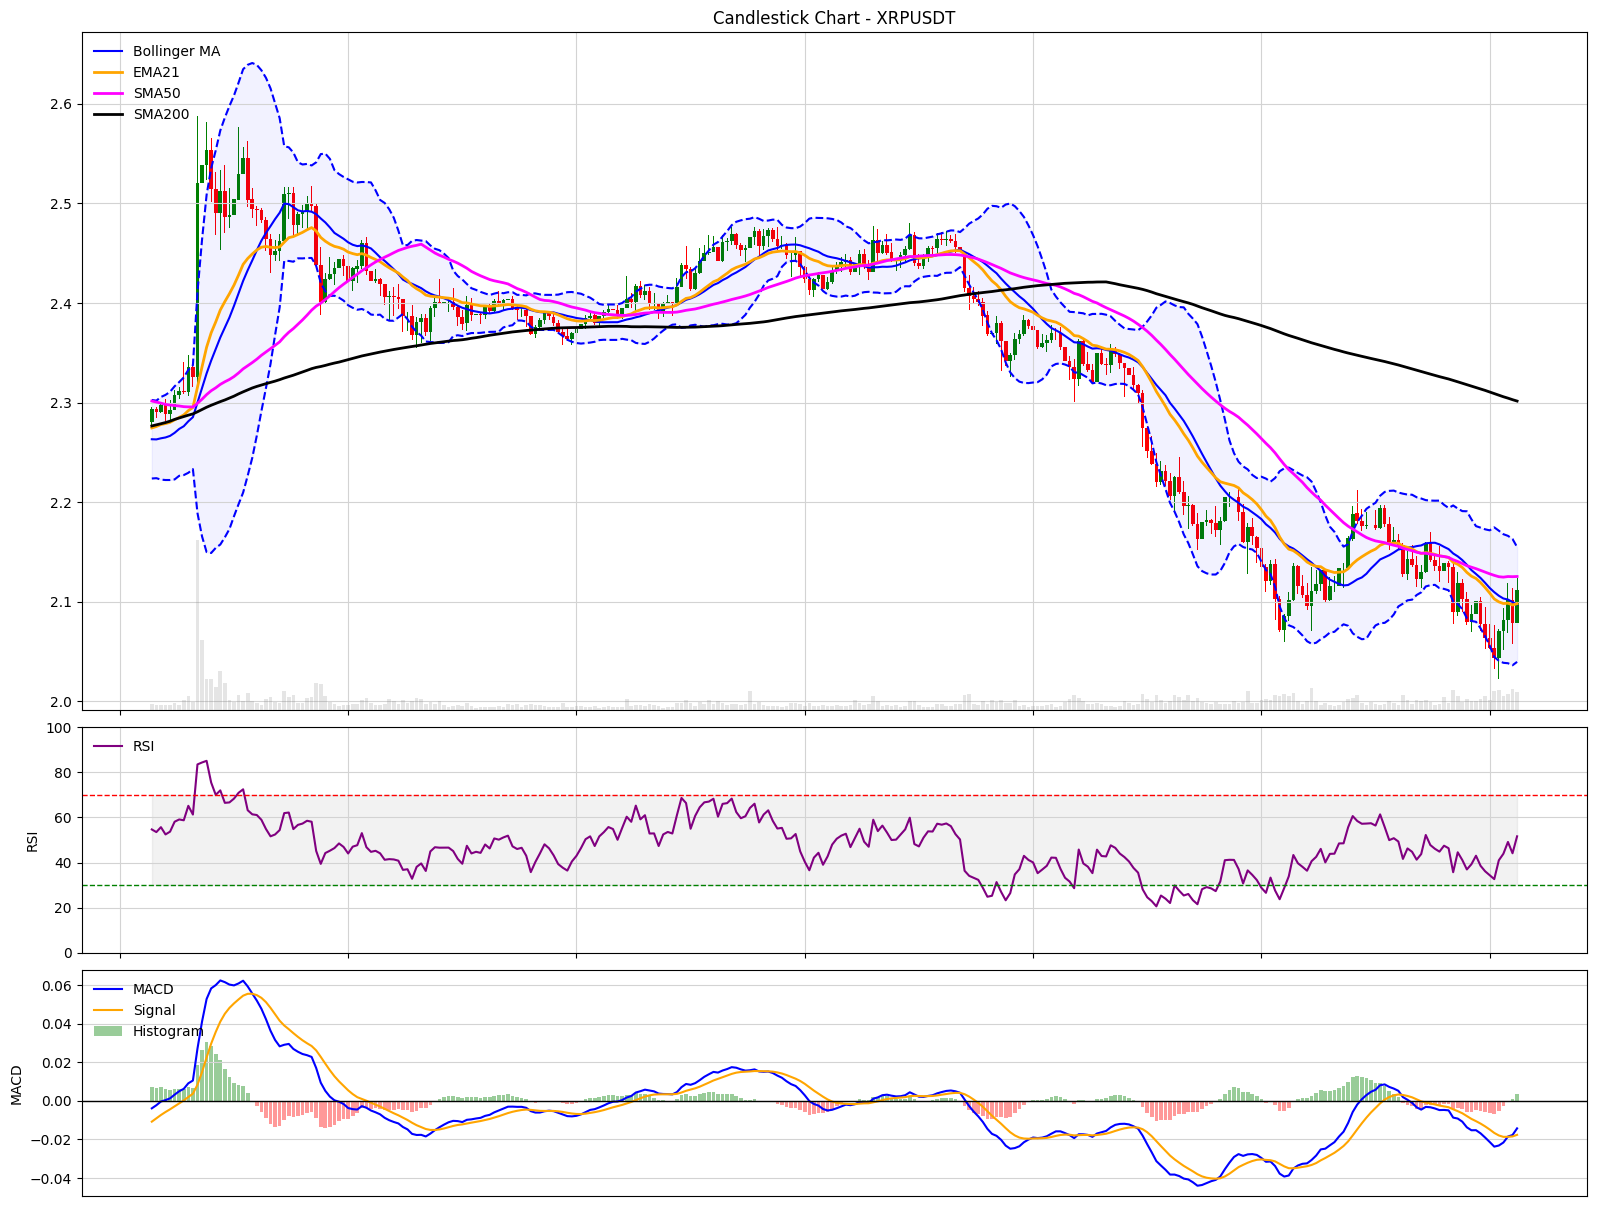 Candlestick Chart - XRPUSDT
Bollinger MA
EMA21
SMA50
SMA200
2.6
2.5
2.4
2.3
2.2
2.1
2.0
RSI
100
80
60
40
20
0
RSI
MACD
Signal
Histogram
0.06
0.04
0.02
0.00
−0.02
−0.04
MACD